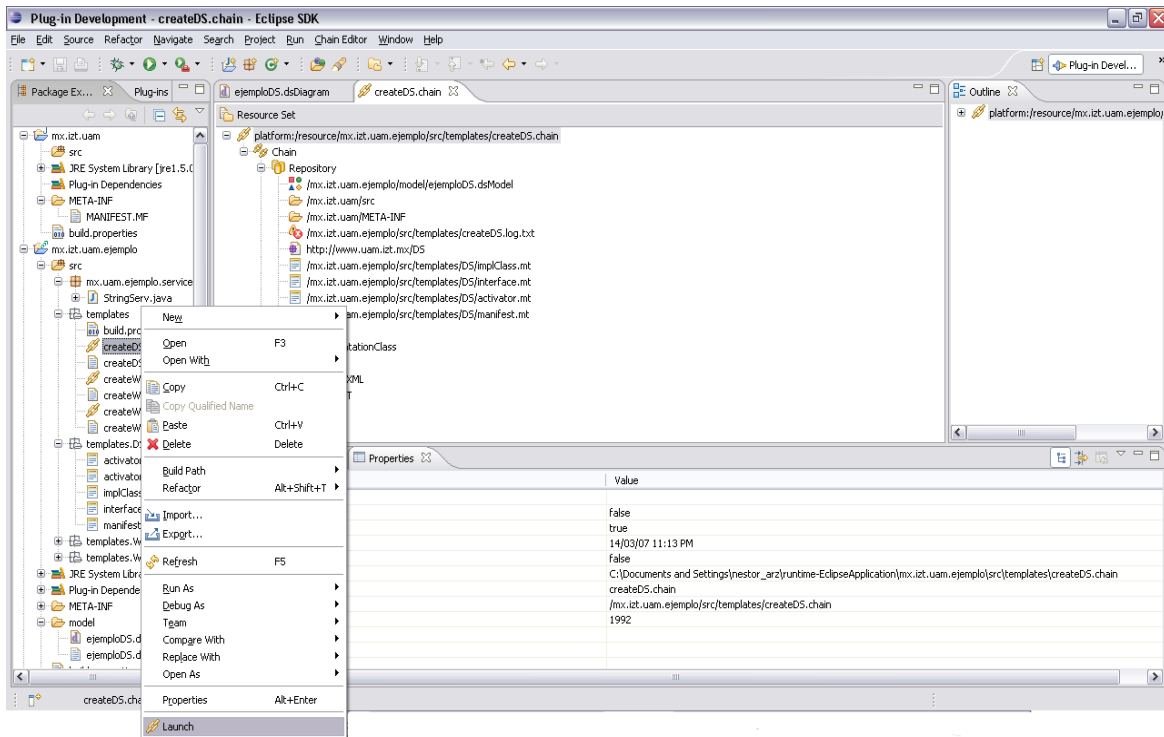 Plug-in Development - createDS.chain - Eclipse SDK
File Edit Source Refactor Navigate Search Project Run Chain Editor Window Help
Plug-in Devel...
Package Ex...
Plug-ins
ejemploDS.dsDiagram
createDS.chain
Outline
Resource Set
platform:/resource/mx.izt.uam.ejemplo/src/templates/createDS.chain
Chain
Repository
/mx.izt.uam.ejemplo/model/ejemploDS.dsModel
/mx.izt.uam/src
/mx.izt.uam/META-INF
/mx.izt.uam.ejemplo/src/templates/createDS.log.txt
http://www.uam.izt.mx/DS
/mx.izt.uam.ejemplo/src/templates/DS/implClass.mt
/mx.izt.uam.ejemplo/src/templates/DS/interface.mt
/mx.izt.uam.ejemplo/src/templates/DS/activator.mt
am.ejemplo/src/templates/DS/manifest.mt
tationClass
XML
T
platform:/resource/mx.izt.uam.ejemplo/
mx.izt.uam
src
JRE System Library [jre1.5.0
Plug-in Dependencies
META-INF
MANIFEST.MF
build.properties
mx.izt.uam.ejemplo
src
mx.uam.ejemplo.service
StringServ.java
templates
build.pro
createDS
createDS
createW
createW
createW
createW
templates.DS
activato
activato
implClass
interface
manifest
templates.W
templates.W
JRE System Libra
Plug-in Depende
META-INF
model
ejemploDS.d
ejemploDS.d
New
Open F3
Open With
Copy Ctrl+C
Copy Qualified Name
Paste Ctrl+V
Delete Delete
Build Path
Refactor Alt+Shift+T
Import...
Export...
Refresh F5
Run As
Debug As
Team
Compare With
Replace With
Open As
Properties Alt+Enter
Launch
Properties
Value
false
true
14/03/07 11:13 PM
false
C:\Documents and Settings\nestor_arz\runtime-EclipseApplication\mx.izt.uam.ejemplo\src\templates\createDS.chain
createDS.chain
/mx.izt.uam.ejemplo/src/templates/createDS.chain
1992
createDS.cha